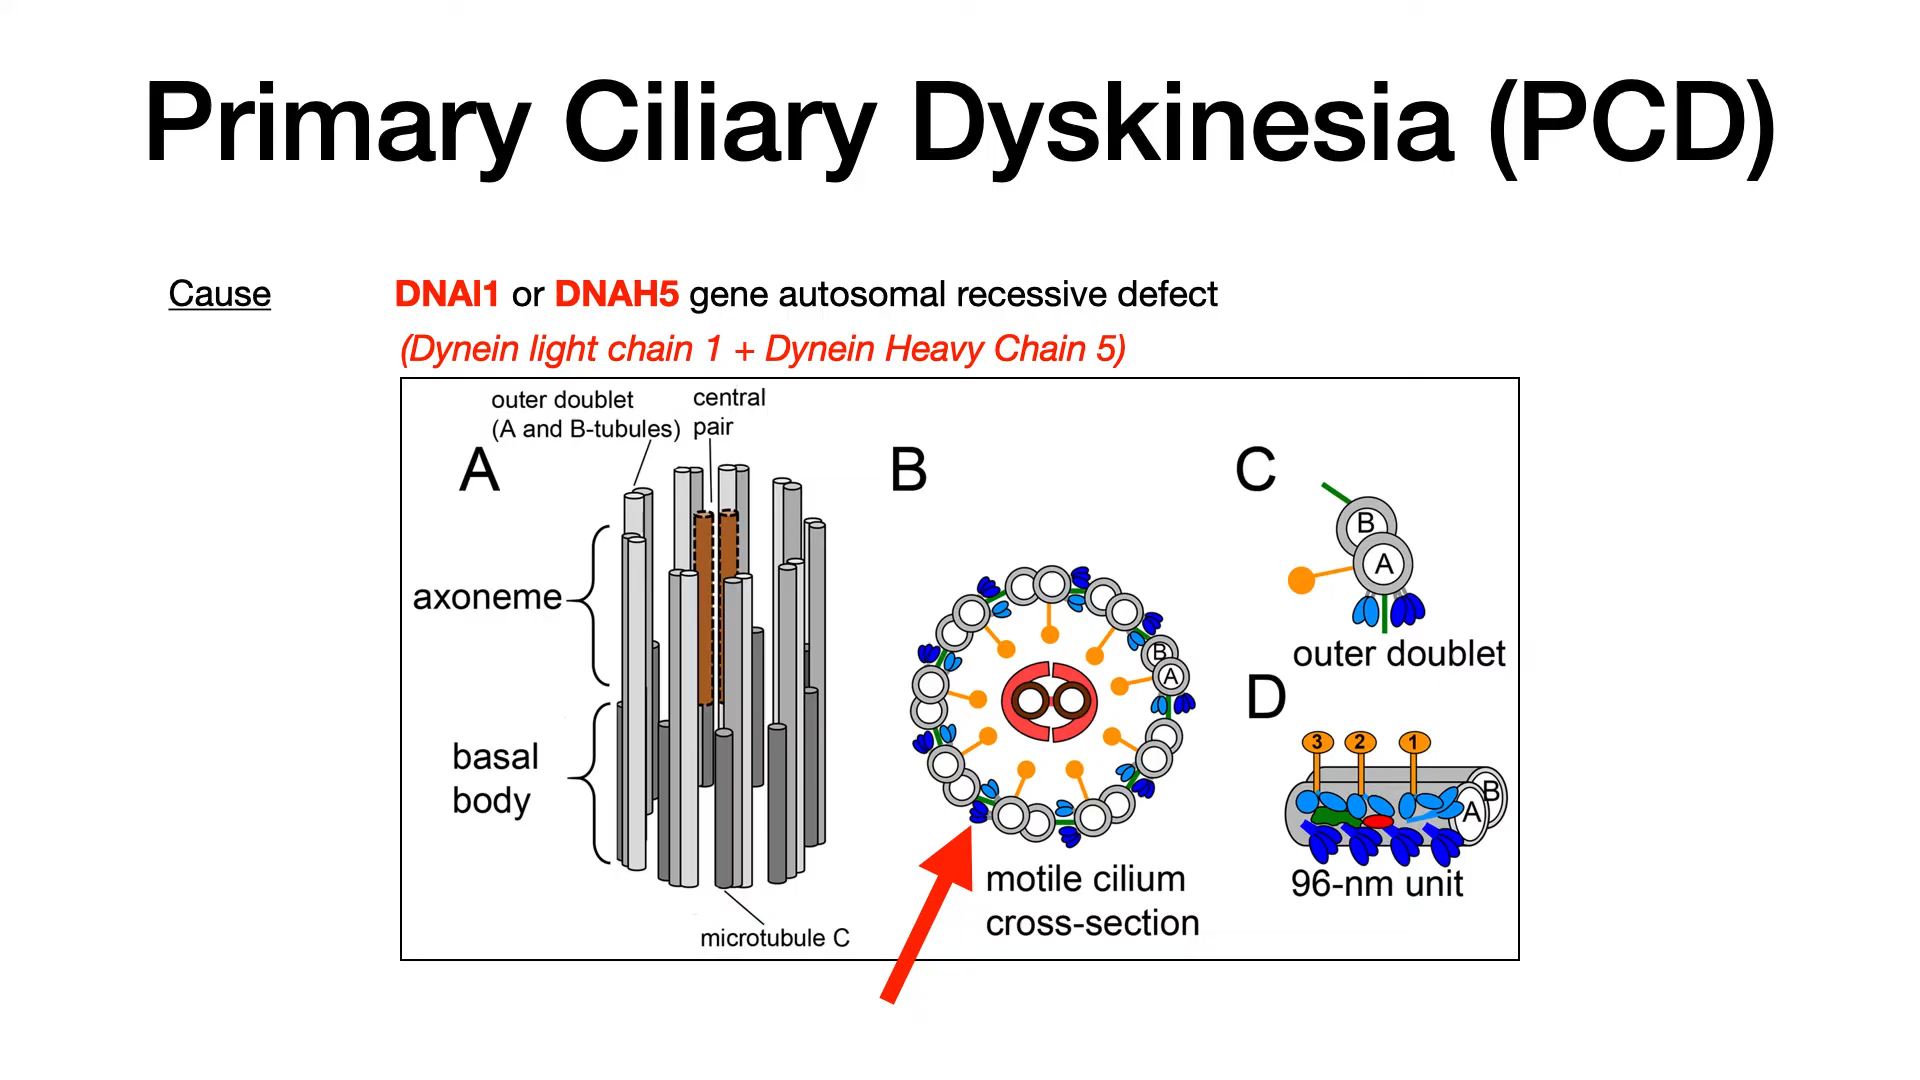 Primary Ciliary Dyskinesia (PCD)
Cause
DNAI1 or DNAH5 gene autosomal recessive defect
(Dynein light chain 1 + Dynein Heavy Chain 5)
outer doublet
(A and B-tubules)
central
pair
A
axoneme
basal
body
microtubule C
B
B
A
motile cilium
cross-section
C
B
A
outer doublet
D
3 2 1
B
A
96-nm unit